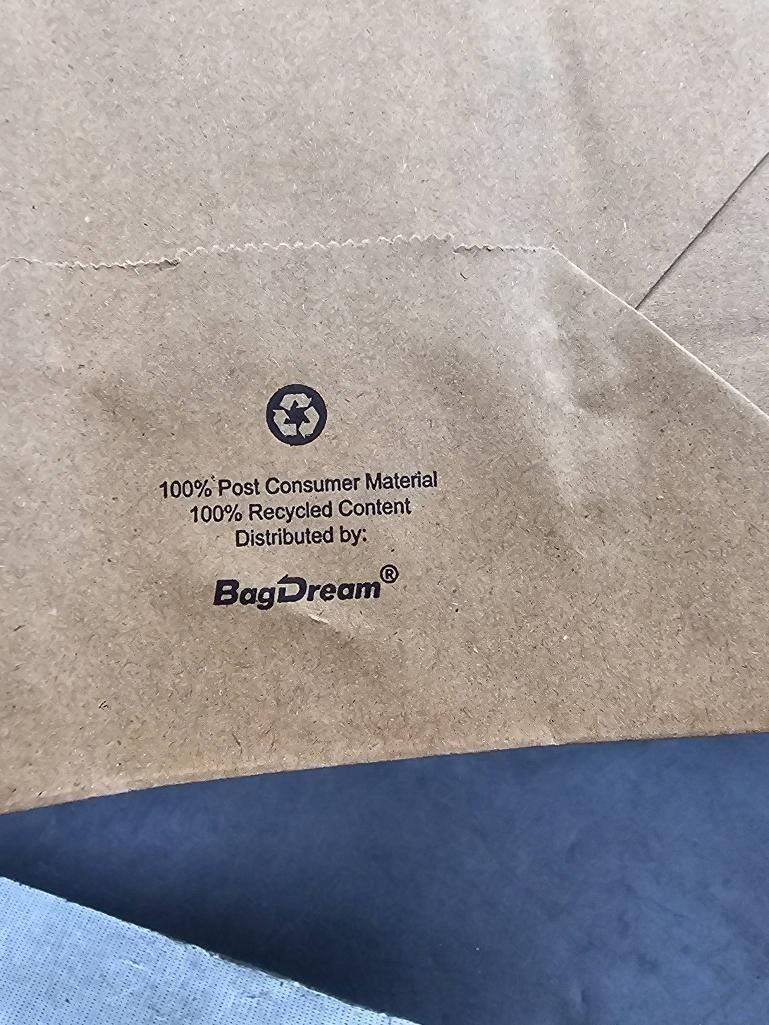 100% Post Consumer Material
100% Recycled Content
Distributed by:
BagDream®